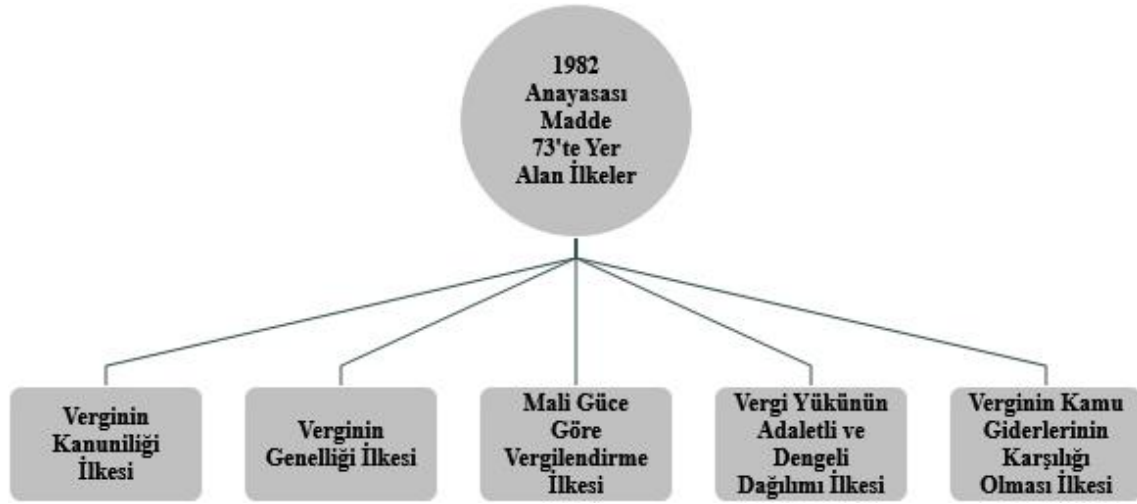 1982
Anayasası
Madde
73'te Yer
Alan İlkeler
Verginin
Kanuniliği
İlkesi
Verginin
Genelliği İlkesi
Mali Güce
Göre
Vergilendirme
İlkesi
Vergi Yükünün
Adaletli ve
Dengeli
Dağılımı İlkesi
Verginin Kamu
Giderlerinin
Karşılığı
Olması İlkesi